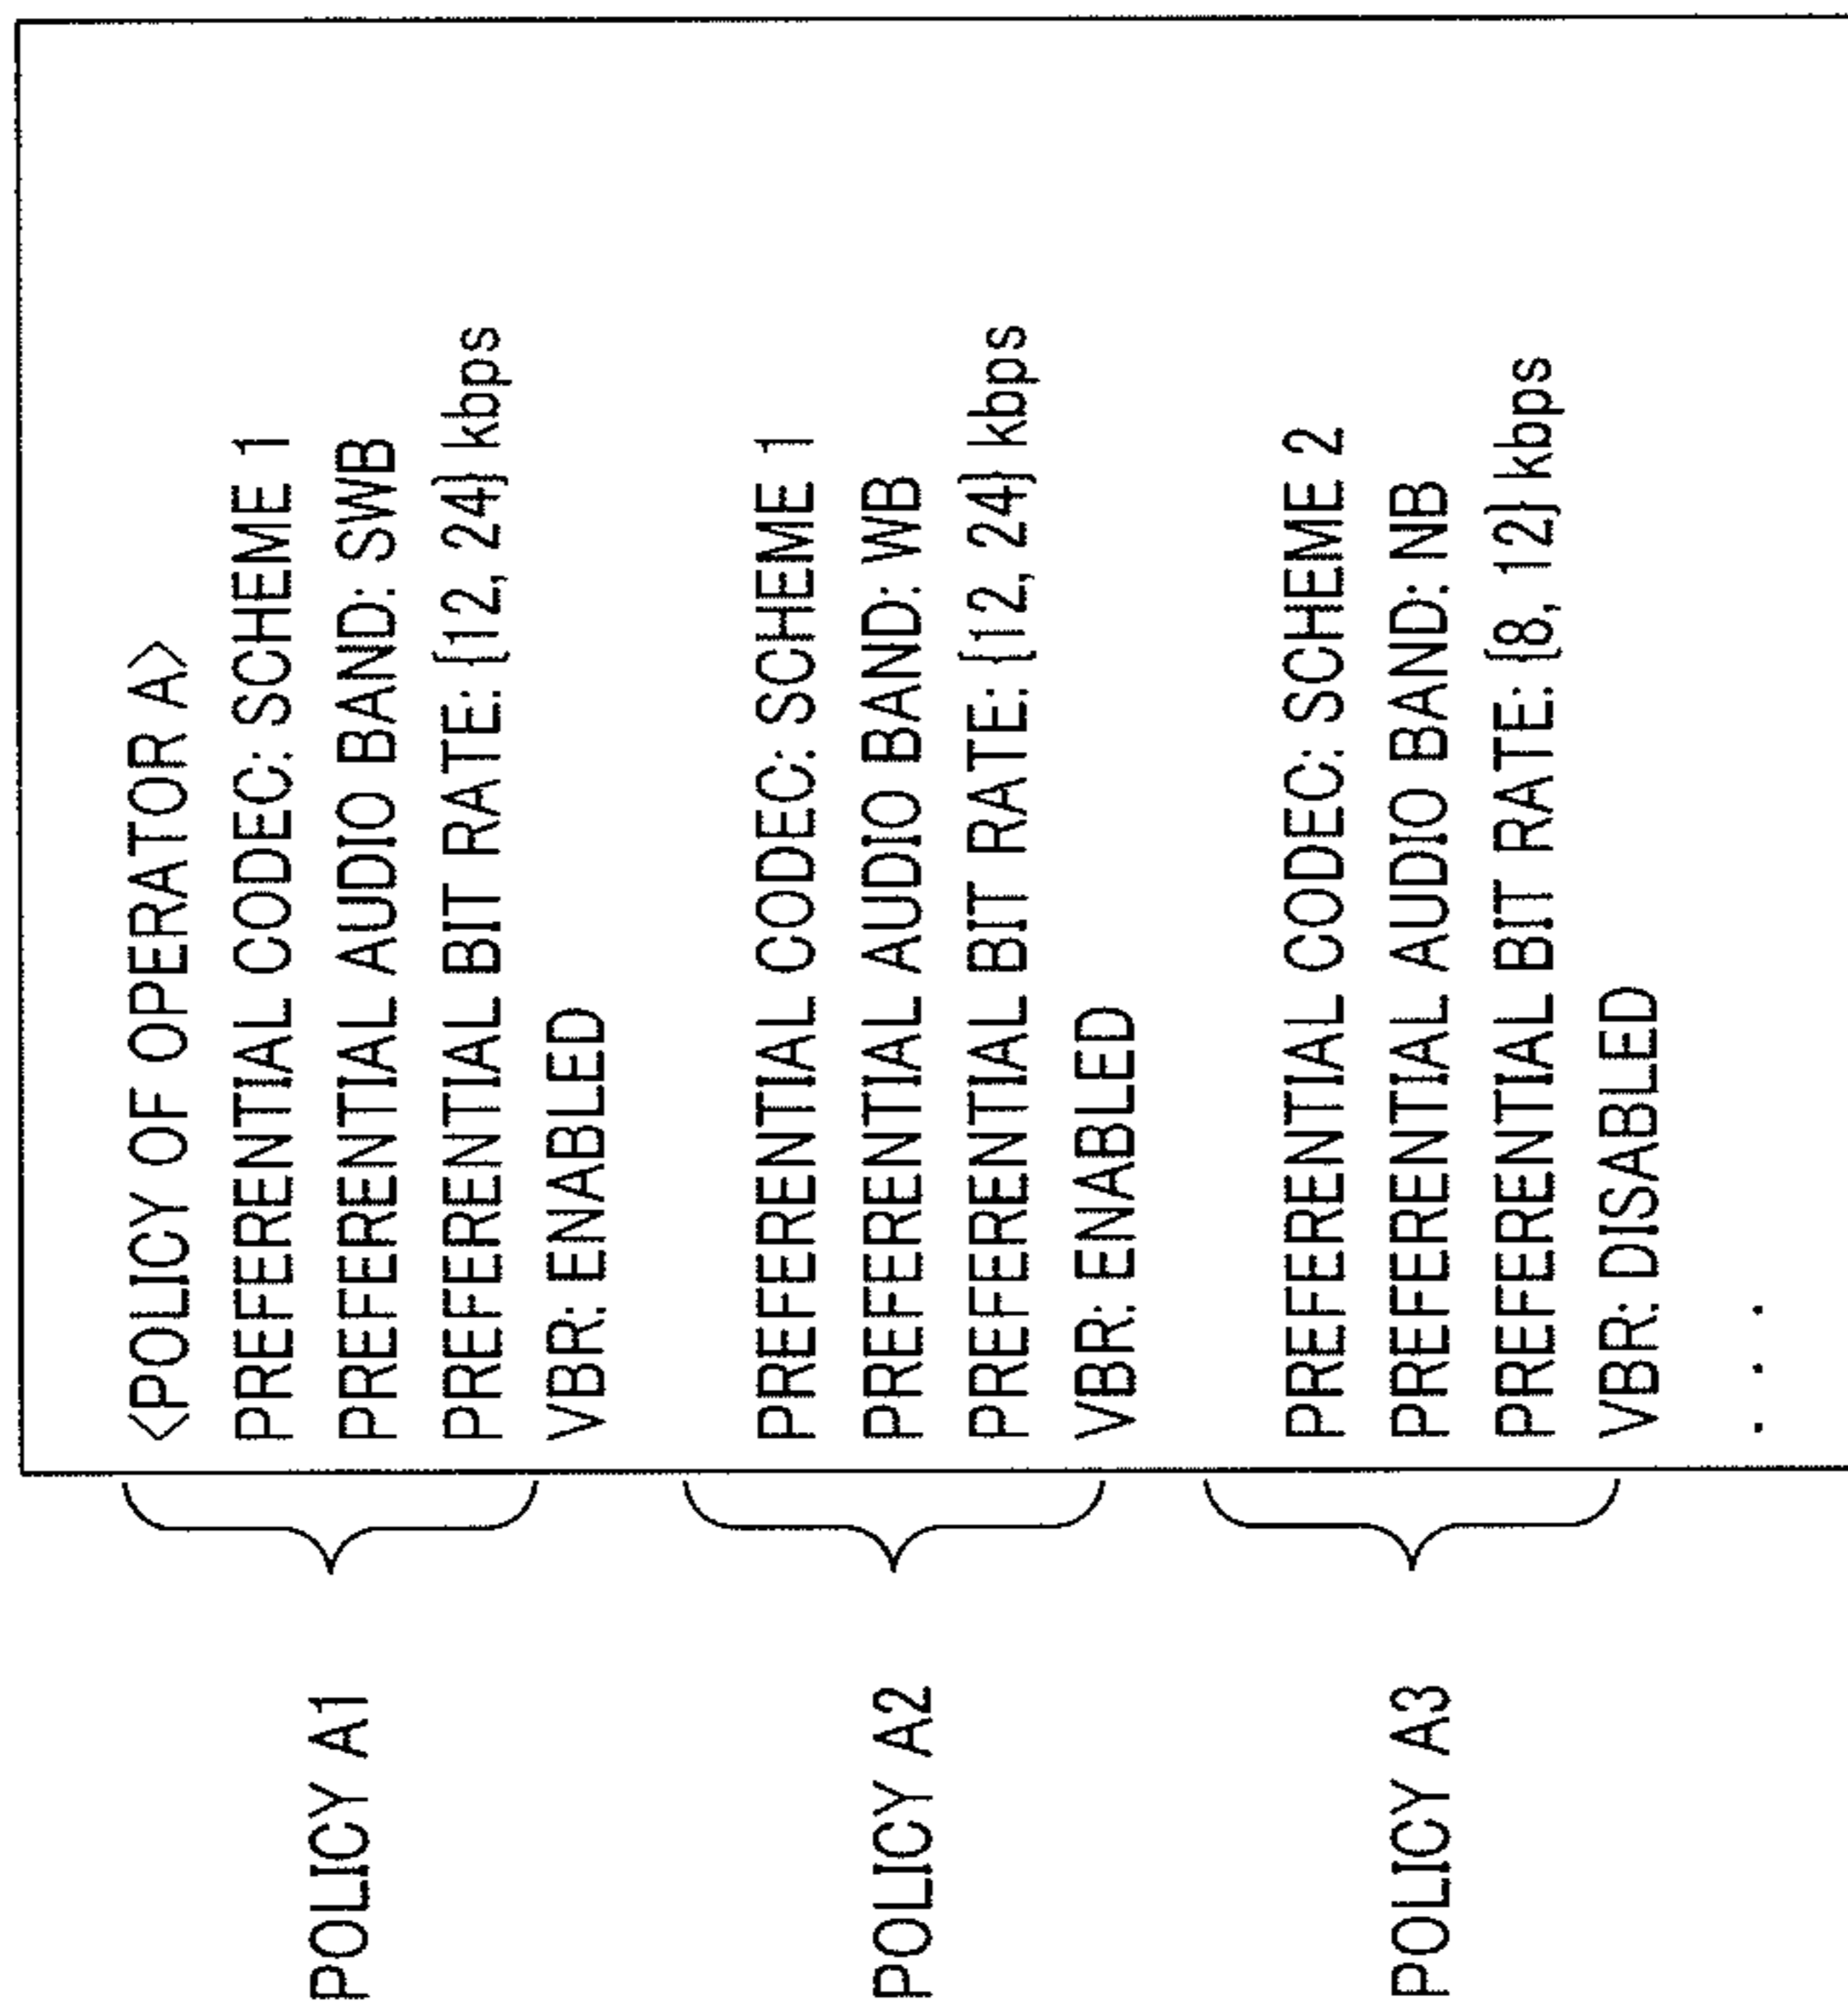 <POLICY OF OPERATOR A>
POLICY A1
PREFERENTIAL CODEC: SCHEME 1
PREFERENTIAL AUDIO BAND: SWB
PREFERENTIAL BIT RATE: {12, 24} kbps
VBR: ENABLED
POLICY A2
PREFERENTIAL CODEC: SCHEME 1
PREFERENTIAL AUDIO BAND: WB
PREFERENTIAL BIT RATE: {12, 24} kbps
VBR: ENABLED
POLICY A3
PREFERENTIAL CODEC: SCHEME 2
PREFERENTIAL AUDIO BAND: NB
PREFERENTIAL BIT RATE: {8, 12} kbps
VBR: DISABLED
. . .